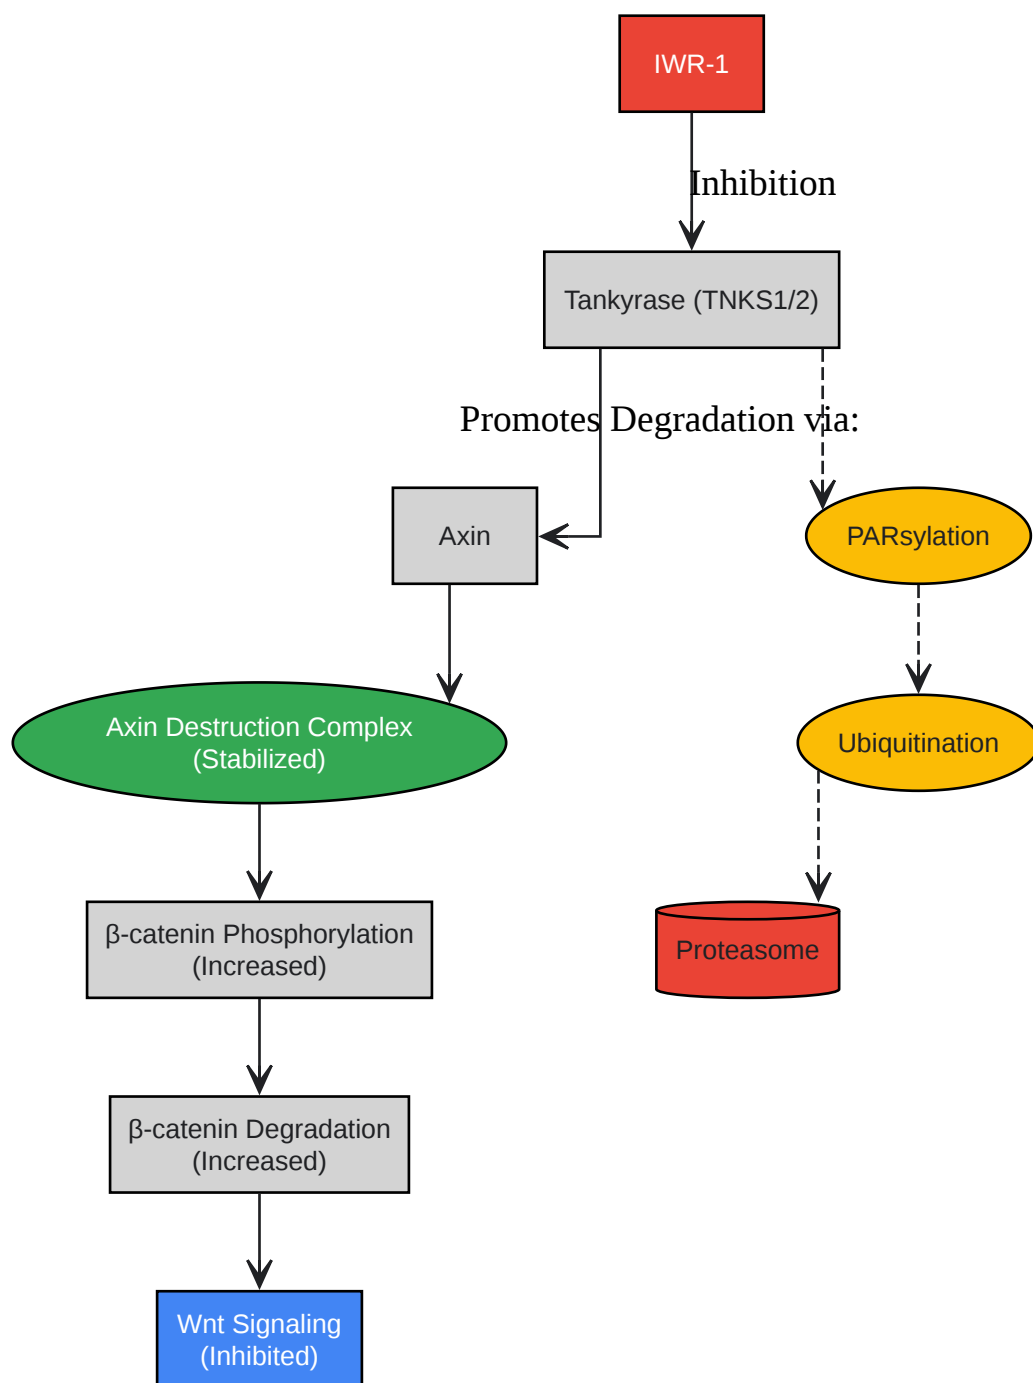 IWR-1
Inhibition
Tankyrase (TNKS1/2)
Promotes Degradation via:
Axin
PARsylation
Axin Destruction Complex
(Stabilized)
Ubiquitination
β-catenin Phosphorylation
(Increased)
Proteasome
β-catenin Degradation
(Increased)
Wnt Signaling
(Inhibited)